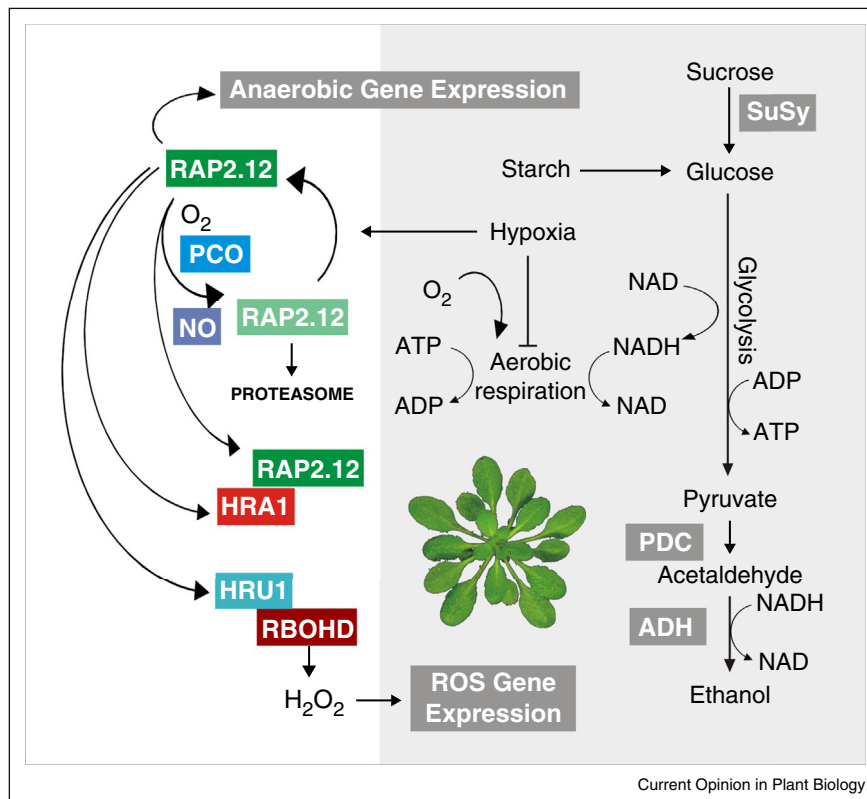 Anaerobic Gene Expression
RAP2.12
O2
PCO
NO
RAP2.12
PROTEASOME
RAP2.12
HRA1
HRU1
RBOHD
H2O2
ROS Gene
Expression
Sucrose
SuSy
Starch
Glucose
Hypoxia
Glycolysis
O2
NAD
ATP
NADH
Aerobic
respiration
ADP
NAD
ADP
ATP
Pyruvate
PDC
Acetaldehyde
NADH
ADH
NAD
Ethanol
Current Opinion in Plant Biology